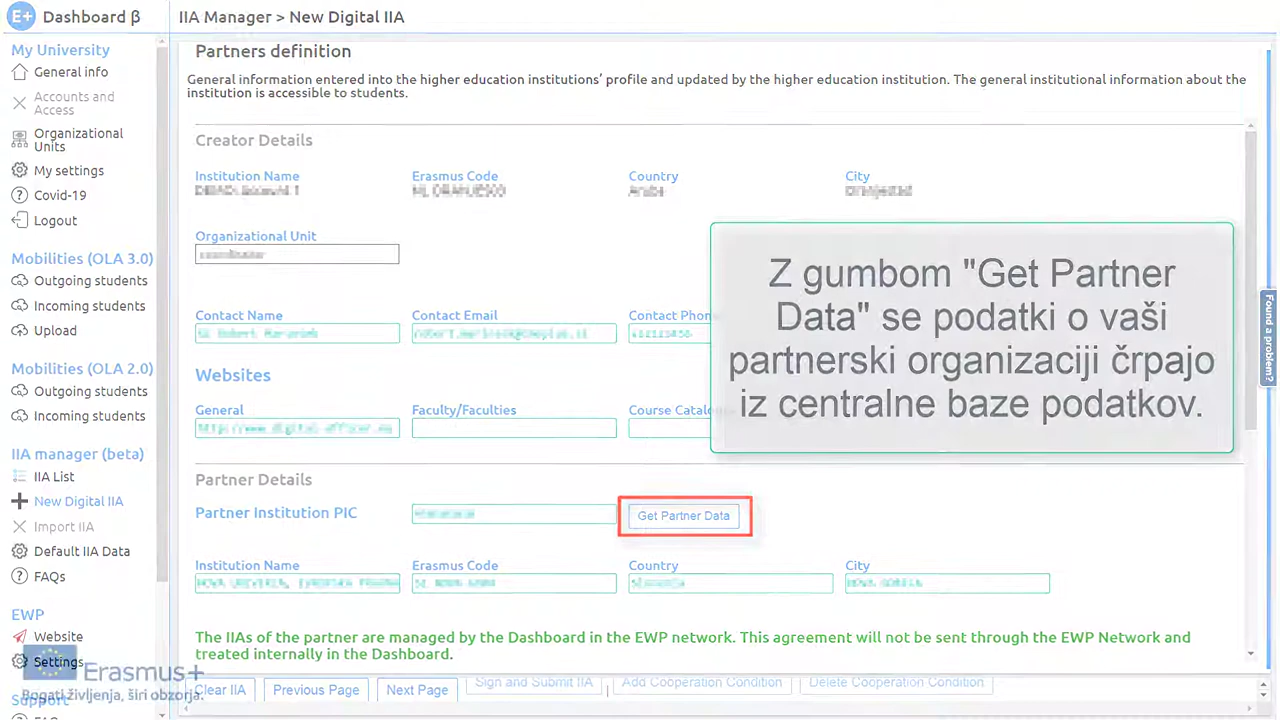 E+ Dashboard β
IIA Manager > New Digital IIA
My University
General info
Accounts and
Access
Organizational
Units
My settings
Covid-19
Logout
Mobilities (OLA 3.0)
Outgoing students
Incoming students
Upload
Mobilities (OLA 2.0)
Outgoing students
Incoming students
IIA manager (beta)
IIA List
New Digital IIA
Import IIA
Default IIA Data
FAQs
EWP
Website
Settings
Support
Erasmus+
Bogati življenja, širi obzorja.
Partners definition
General information entered into the higher education institutions' profile and updated by the higher education institution. The general institutional information about the
institution is accessible to students.
Creator Details
Institution Name Erasmus Code Country City
Organizational Unit
Contact Name Contact Email Contact Phon
Websites
General Faculty/Faculties Course Catalo
Z gumbom "Get Partner
Data" se podatki o vaši
partnerski organizaciji črpajo
iz centralne baze podatkov.
Found a problem?
Partner Details
Partner Institution PIC Get Partner Data
Institution Name Erasmus Code Country City
The IIAs of the partner are managed by the Dashboard in the EWP network. This agreement will not be sent through the EWP Network and
treated internally in the Dashboard.
Clear IIA Previous Page Next Page Sign and Submit IIA Add Cooperation Condition Delete Cooperation Condition